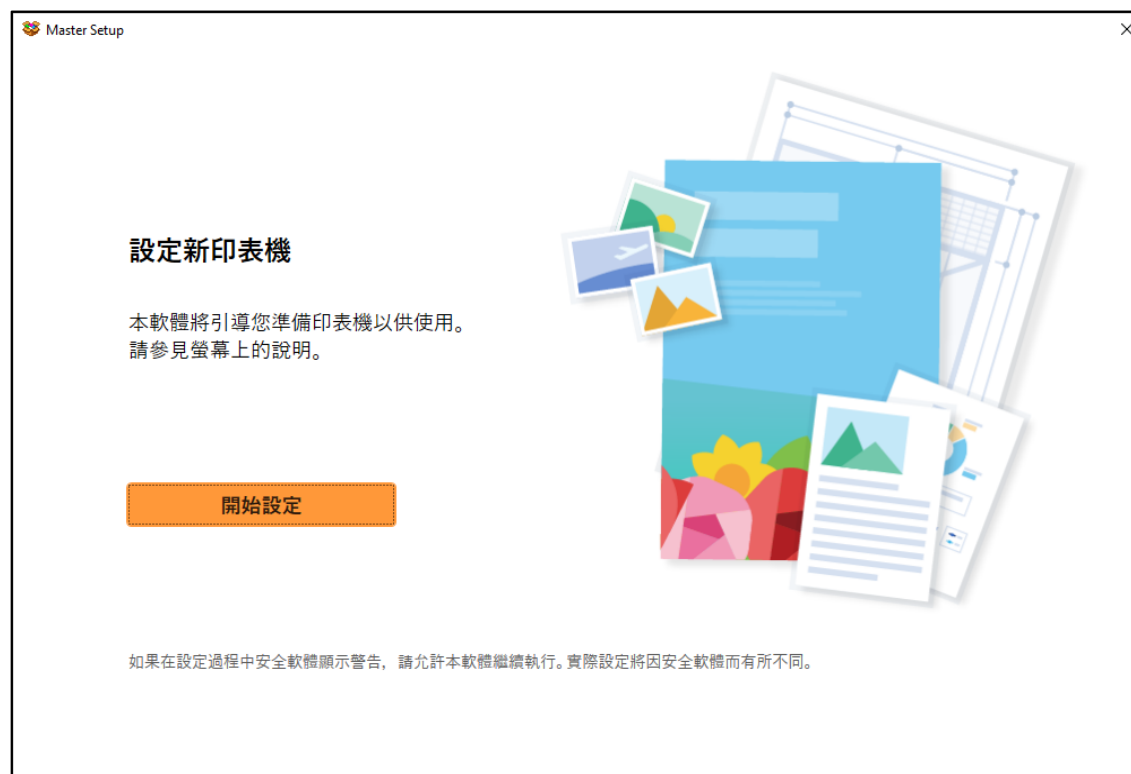 Master Setup
設定新印表機
本軟體將引導您準備印表機以供使用。
請參見螢幕上的說明。
開始設定
如果在設定過程中安全軟體顯示警告，請允許本軟體繼續執行。實際設定將因安全軟體而有所不同。